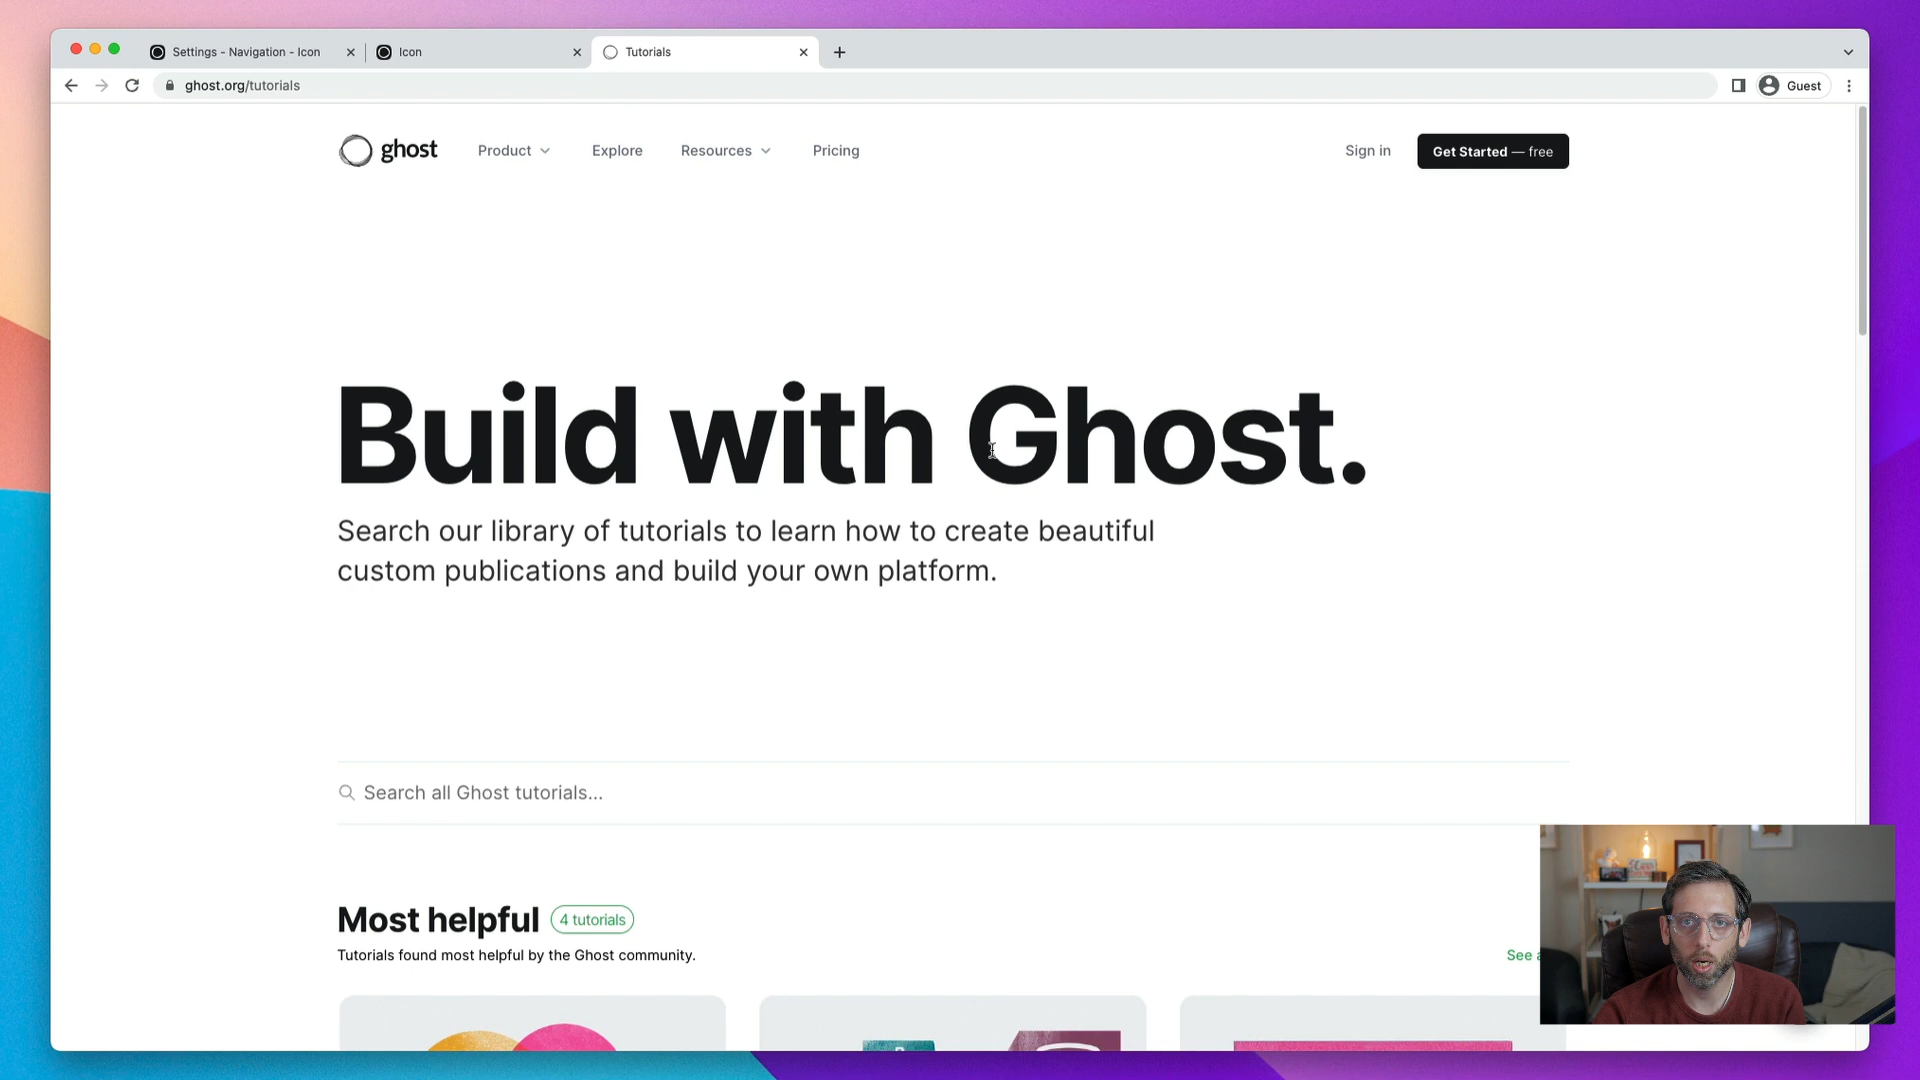 Settings - Navigation - Icon
Icon
Tutorials
ghost.org/tutorials
Guest
ghost
Product
Explore
Resources
Pricing
Sign in
Get Started — free
Build with Ghost.
Search our library of tutorials to learn how to create beautiful
custom publications and build your own platform.
Search all Ghost tutorials...
Most helpful
4 tutorials
Tutorials found most helpful by the Ghost community.
See